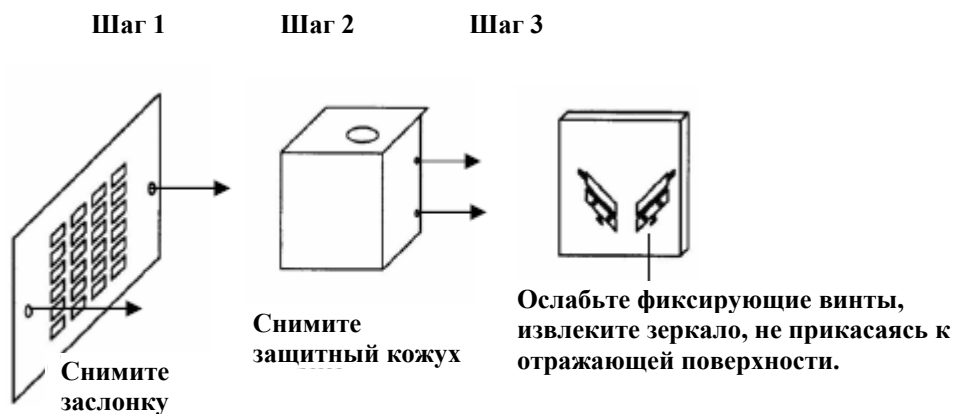 Шаг 1 Шаг 2 Шаг 3
Снимите
заслонку
Снимите
защитный кожух
Ослабьте фиксирующие винты,
извлеките зеркало, не прикасаясь к
отражающей поверхности.